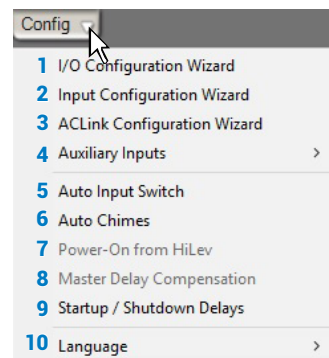 Config
1 I/O Configuration Wizard
2 Input Configuration Wizard
3 ACLink Configuration Wizard
4 Auxiliary Inputs >
5 Auto Input Switch
6 Auto Chimes
7 Power-On from HiLev
8 Master Delay Compensation
9 Startup / Shutdown Delays
10 Language >